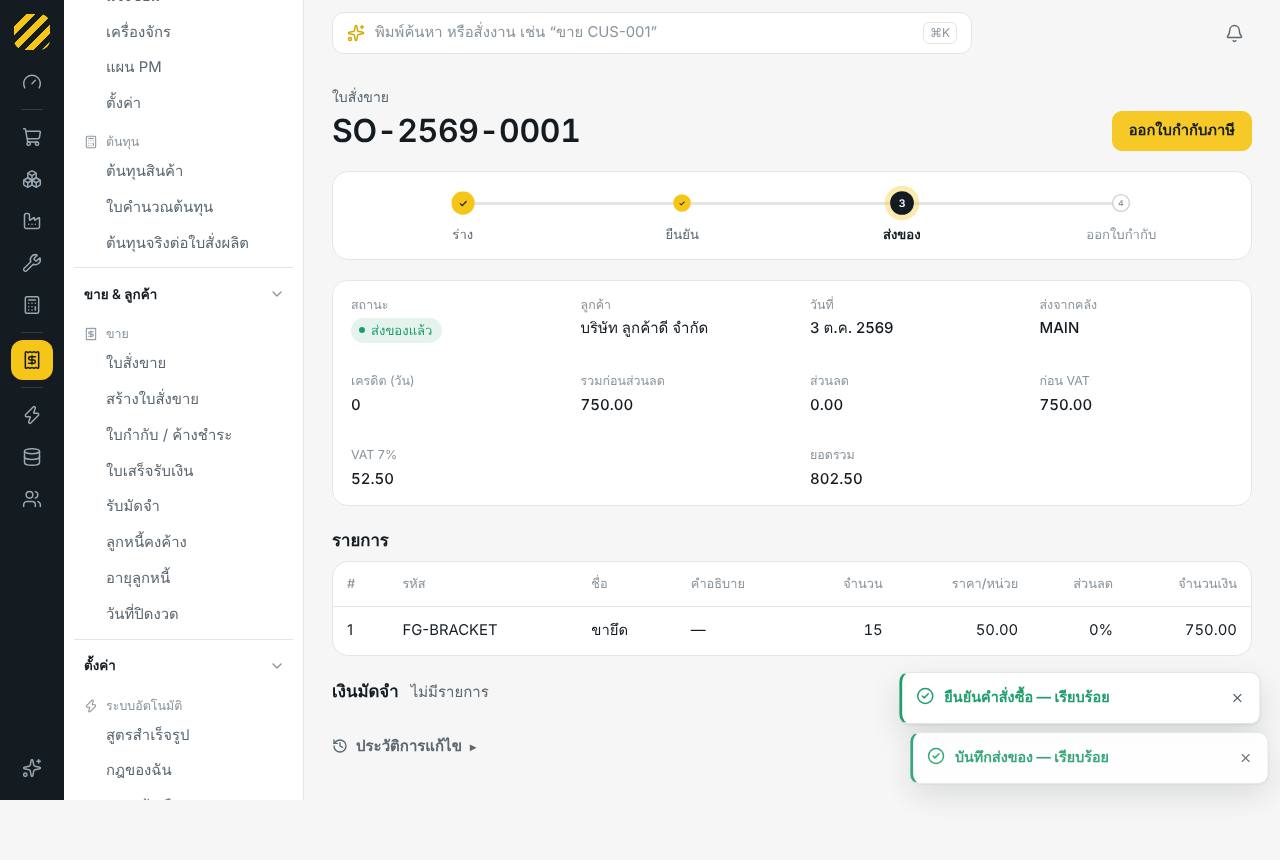 เครื่องจักร
แผน PM
ตั้งค่า
ต้นทุน
ต้นทุนสินค้า
ใบคำนวณต้นทุน
ต้นทุนจริงต่อใบสั่งผลิต
ขาย & ลูกค้า
ขาย
ใบสั่งขาย
สร้างใบสั่งขาย
ใบกำกับ / ค้างชำระ
ใบเสร็จรับเงิน
รับมัดจำ
ลูกหนี้คงค้าง
อายุลูกหนี้
วันที่ปิดงวด
ตั้งค่า
ระบบอัตโนมัติ
สูตรสำเร็จรูป
กฎของฉัน
พิมพ์ค้นหา หรือสั่งงาน เช่น “ขาย CUS-001” ⌘K
ใบสั่งขาย
SO-2569-0001
ออกใบกำกับภาษี
3 4
ร่าง ยืนยัน ส่งของ ออกใบกำกับ
สถานะ ลูกค้า วันที่ ส่งจากคลัง
ส่งของแล้ว บริษัท ลูกค้าดี จำกัด 3 ต.ค. 2569 MAIN
เครดิต (วัน) รวมก่อนส่วนลด ส่วนลด ก่อน VAT
0 750.00 0.00 750.00
VAT 7% ยอดรวม
52.50 802.50
รายการ
# รหัส ชื่อ คำอธิบาย จำนวน ราคา/หน่วย ส่วนลด จำนวนเงิน
1 FG-BRACKET ขายึด — 15 50.00 0% 750.00
เงินมัดจำ ไม่มีรายการ
ยืนยันคำสั่งซื้อ — เรียบร้อย
ประวัติการแก้ไข ▸
บันทึกส่งของ — เรียบร้อย